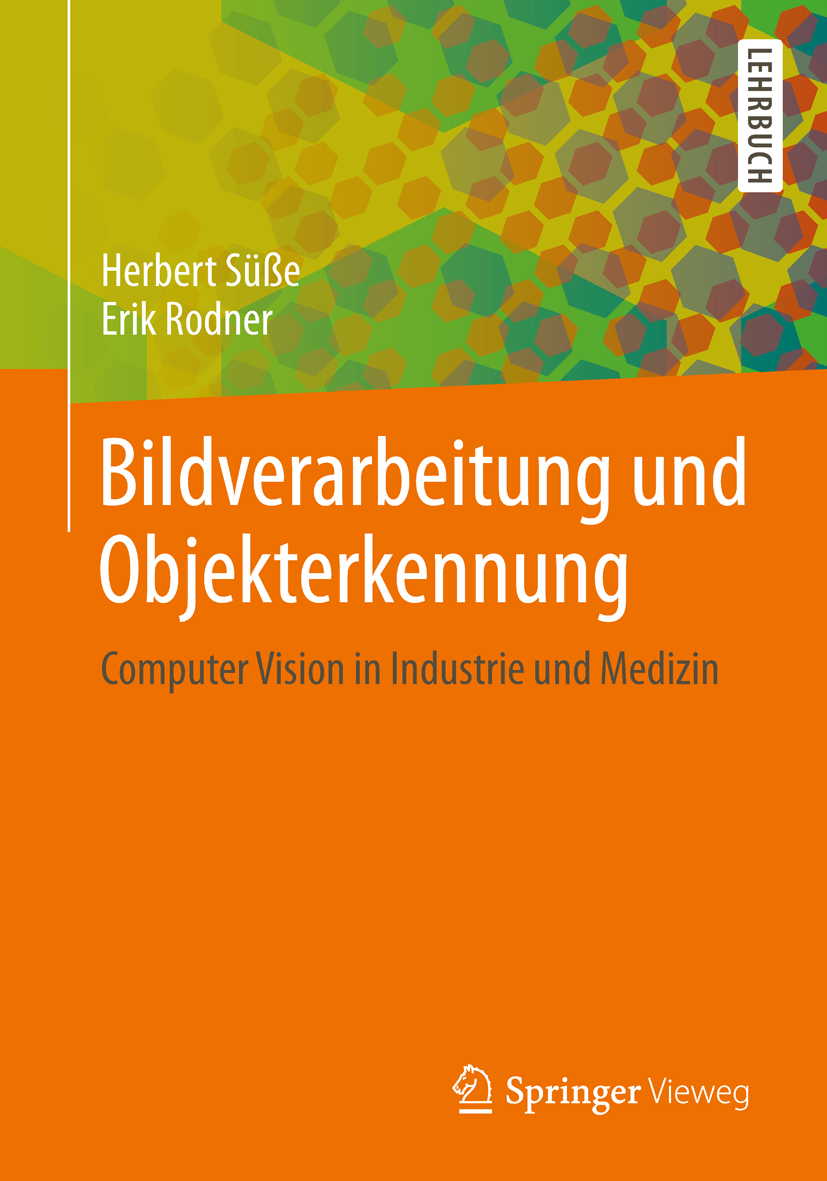 LEHRBUCH
Herbert Süße
Erik Rodner
Bildverarbeitung und
Objekterkennung
Computer Vision in Industrie und Medizin
Springer Vieweg